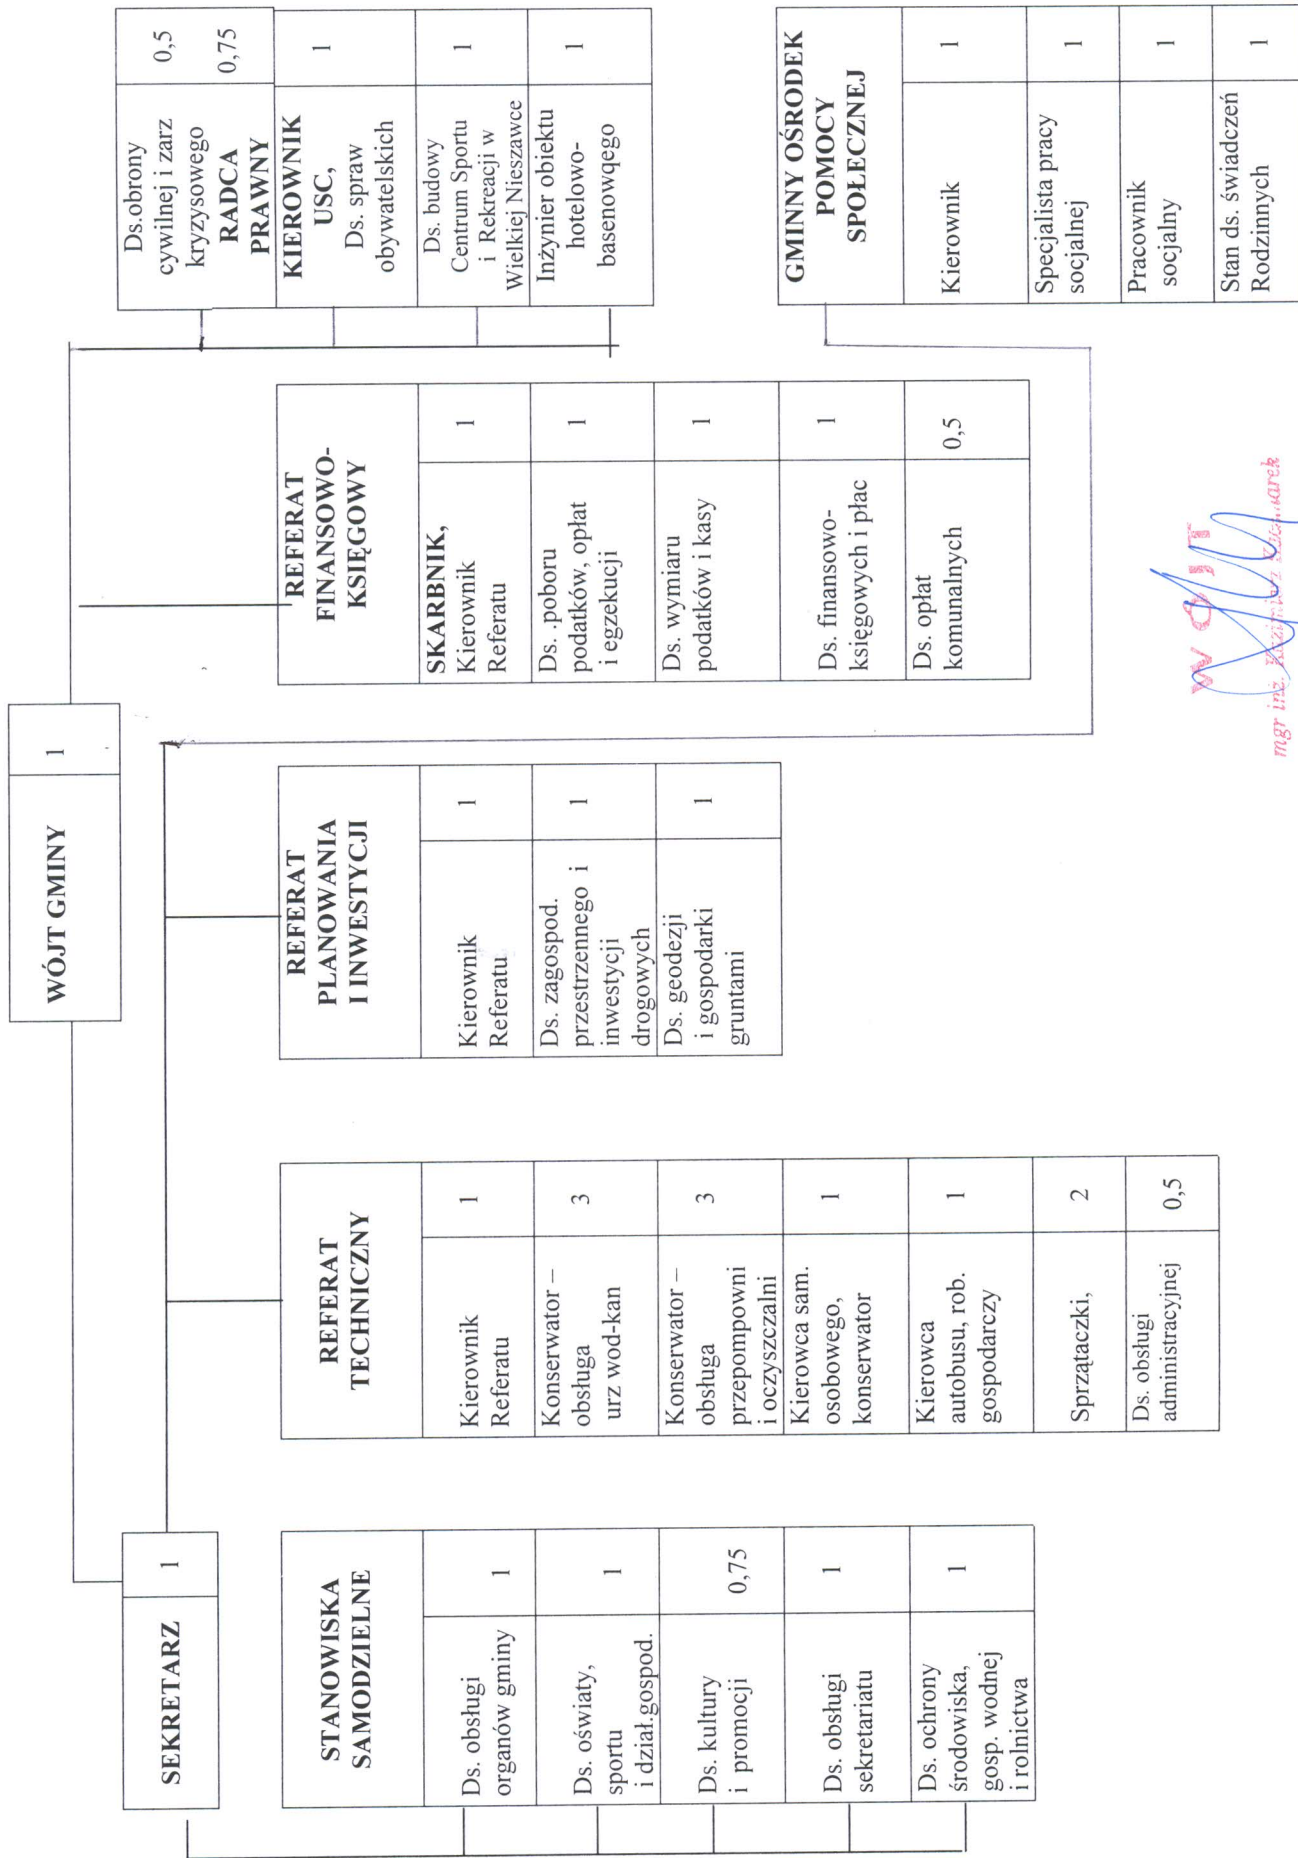 WÓJT GMINY 1
SEKRETARZ 1
STANOWISKA
SAMODZIELNE
Ds. obsługi 1
organów gminy
Ds. oświaty, 1
sportu
i dział.gospod.
Ds. kultury 0,75
i promocji
Ds. obsługi 1
sekretariatu
Ds. ochrony 1
środowiska,
gosp. wodnej
i rolnictwa
REFERAT
TECHNICZNY
Kierownik 1
Referatu
Konserwator – 3
obsługa
urz wod-kan
Konserwator – 3
obsługa
przepompowni
i oczyszczalni
Kierowca sam. 1
osobowego,
konserwator
Kierowca 1
autobusu, rob.
gospodarczy
Sprzątaczki, 2
Ds. obsługi 0,5
administracyjnej
REFERAT
PLANOWANIA
I INWESTYCJI
Kierownik 1
Referatu
Ds. zagospod. 1
przestrzennego i
inwestycji
drogowych
Ds. geodezji 1
i gospodarki
gruntami
REFERAT
FINANSOWO-
KSIĘGOWY
SKARBNIK, 1
Kierownik
Referatu
Ds. .poboru 1
podatków, opłat
i egzekucji
Ds. wymiaru 1
podatków i kasy
Ds. finansowo- 1
księgowych i płac
Ds. opłat 0,5
komunalnych
Ds.obrony 0,5
cywilnej i zarz
kryzysowego
RADCA 0,75
PRAWNY
KIEROWNIK 1
USC,
Ds. spraw
obywatelskich
Ds. budowy 1
Centrum Sportu
i Rekreacji w
Wielkiej Nieszawce
Inżynier obiektu 1
hotelowo-
basenowqego
GMINNY OŚRODEK
POMOCY
SPOŁECZNEJ
Kierownik 1
Specjalista pracy 1
socjalnej
Pracownik 1
socjalny
Stan ds. świadczeń 1
Rodzinnych
WÓJT
mgr inż. Kazimierz